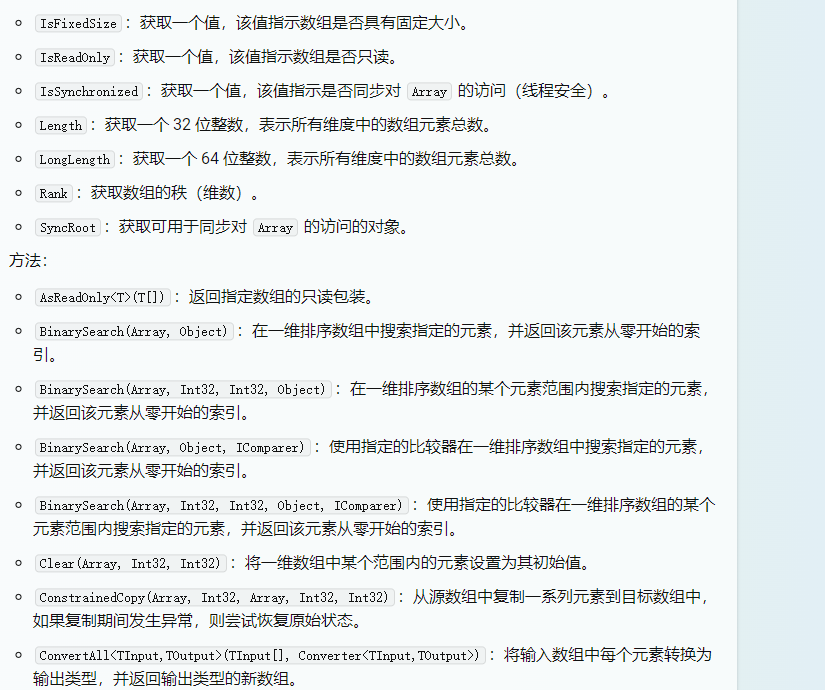 IsFixedSize：获取一个值，该值指示数组是否具有固定大小。
IsReadOnly：获取一个值，该值指示数组是否只读。
IsSynchronized：获取一个值，该值指示是否同步对 Array 的访问（线程安全）。
Length：获取一个 32 位整数，表示所有维度中的数组元素总数。
LongLength：获取一个 64 位整数，表示所有维度中的数组元素总数。
Rank：获取数组的秩（维数）。
SyncRoot：获取可用于同步对 Array 的访问的对象。
方法：
AsReadOnly<T>(T[])：返回指定数组的只读包装。
BinarySearch(Array, Object)：在一维排序数组中搜索指定的元素，并返回该元素从零开始的索
引。
BinarySearch(Array, Int32, Int32, Object)：在一维排序数组的某个元素范围内搜索指定的元素，
并返回该元素从零开始的索引。
BinarySearch(Array, Object, IComparer)：使用指定的比较器在一维排序数组中搜索指定的元素，
并返回该元素从零开始的索引。
BinarySearch(Array, Int32, Int32, Object, IComparer)：使用指定的比较器在一维排序数组的某个
元素范围内搜索指定的元素，并返回该元素从零开始的索引。
Clear(Array, Int32, Int32)：将一维数组中某个范围内的元素设置为其初始值。
ConstrainedCopy(Array, Int32, Array, Int32, Int32)：从源数组中复制一系列元素到目标数组中，
如果复制期间发生异常，则尝试恢复原始状态。
ConvertAll<TInput,TOutput>(TInput[], Converter<TInput,TOutput>)：将输入数组中每个元素转换为
输出类型，并返回输出类型的新数组。